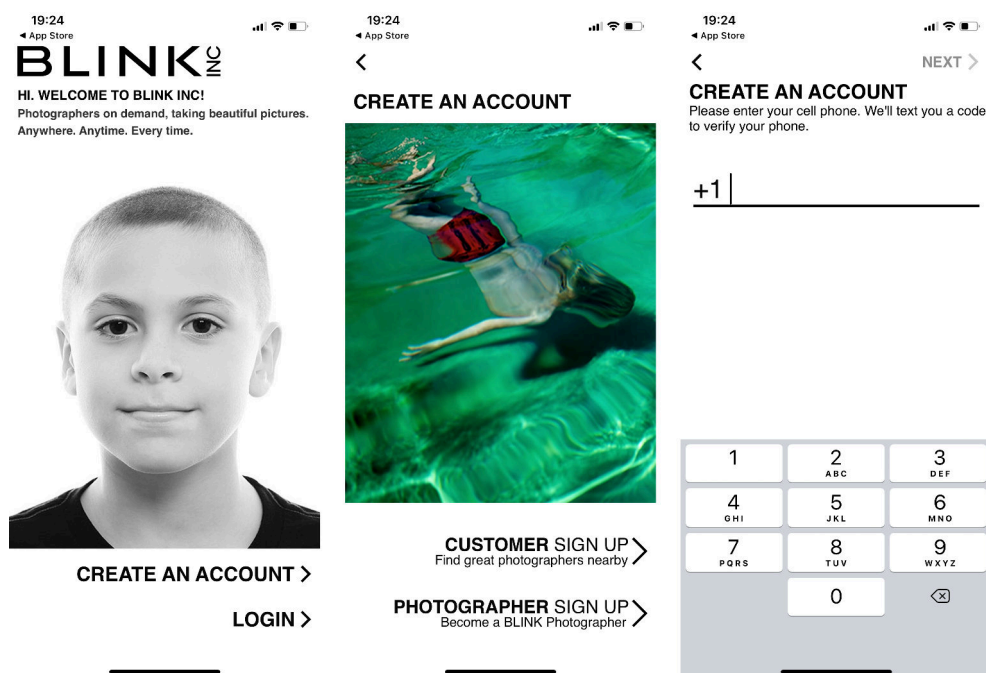 19:24
◀ App Store
BLINK INC
HI. WELCOME TO BLINK INC!
Photographers on demand, taking beautiful pictures.
Anywhere. Anytime. Every time.
CREATE AN ACCOUNT >
LOGIN >
19:24
◀ App Store
<
CREATE AN ACCOUNT
CUSTOMER SIGN UP >
Find great photographers nearby
PHOTOGRAPHER SIGN UP >
Become a BLINK Photographer
19:24
◀ App Store
< NEXT >
CREATE AN ACCOUNT
Please enter your cell phone. We'll text you a code
to verify your phone.
+1
1 2 3
ABC DEF
4 5 6
GHI JKL MNO
7 8 9
PQRS TUV WXYZ
0